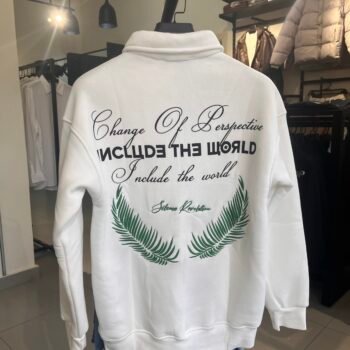 Change Of Perspective
INCLUDE THE WORLD
Include the world